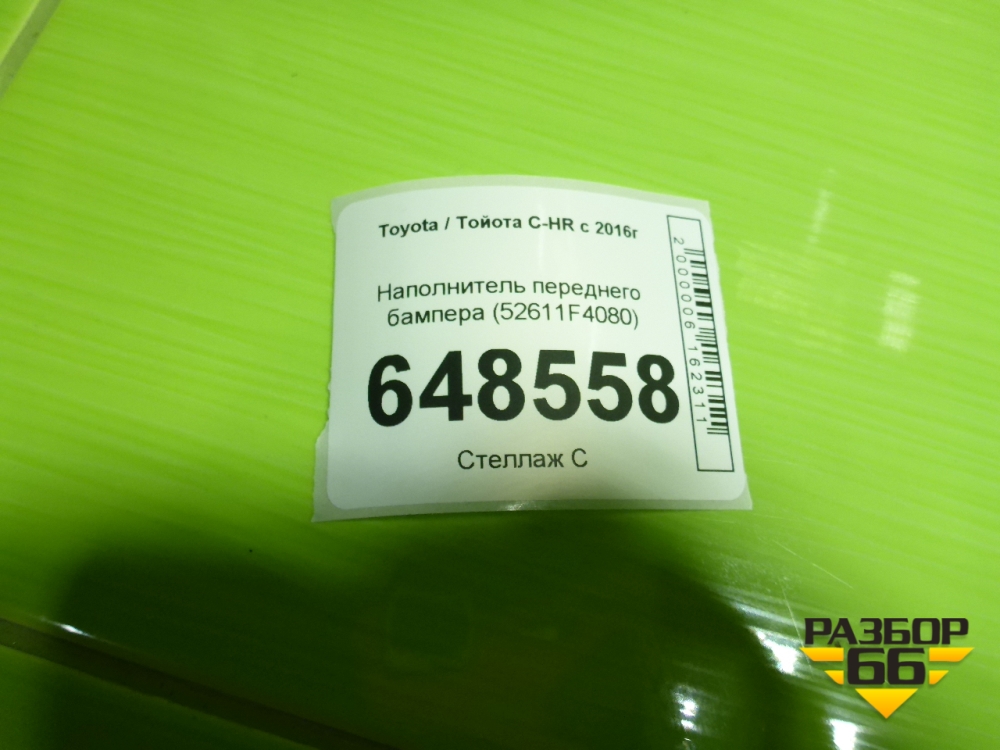 Toyota / Тойота C-HR с 2016г
Наполнитель переднего
бампера (52611F4080)
648558
Стеллаж С
2000006162311
РАЗБОР
66